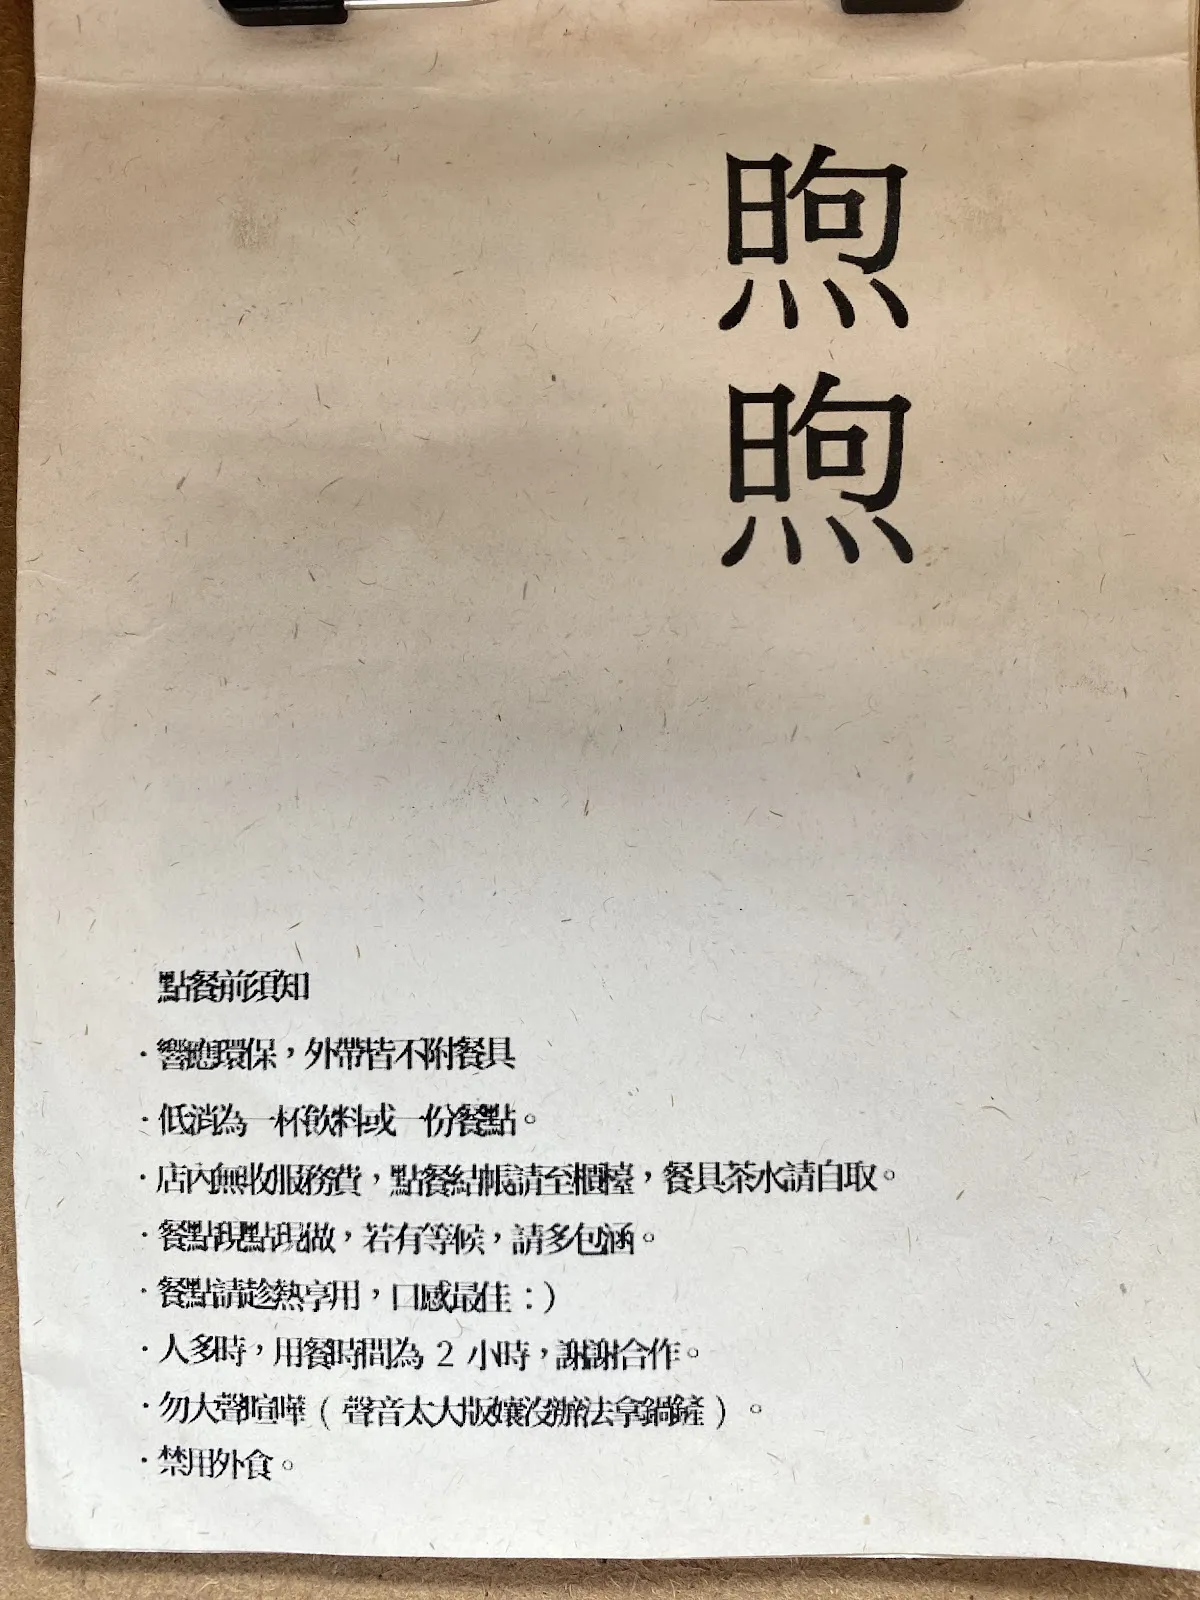 煦
煦
點餐前須知
·響應環保，外帶皆不附餐具
·低消為一杯飲料或一份餐點。
·店內無收服務費，點餐結帳請至櫃檯，餐具茶水請自取。
·餐點現點現做，若有等候，請多包涵。
·餐點請趁熱享用，口感最佳：）
·人多時，用餐時間為 2 小時，謝謝合作。
·勿大聲喧嘩（聲音太大版孃沒辦法拿鍋鏟）。
·禁用外食。